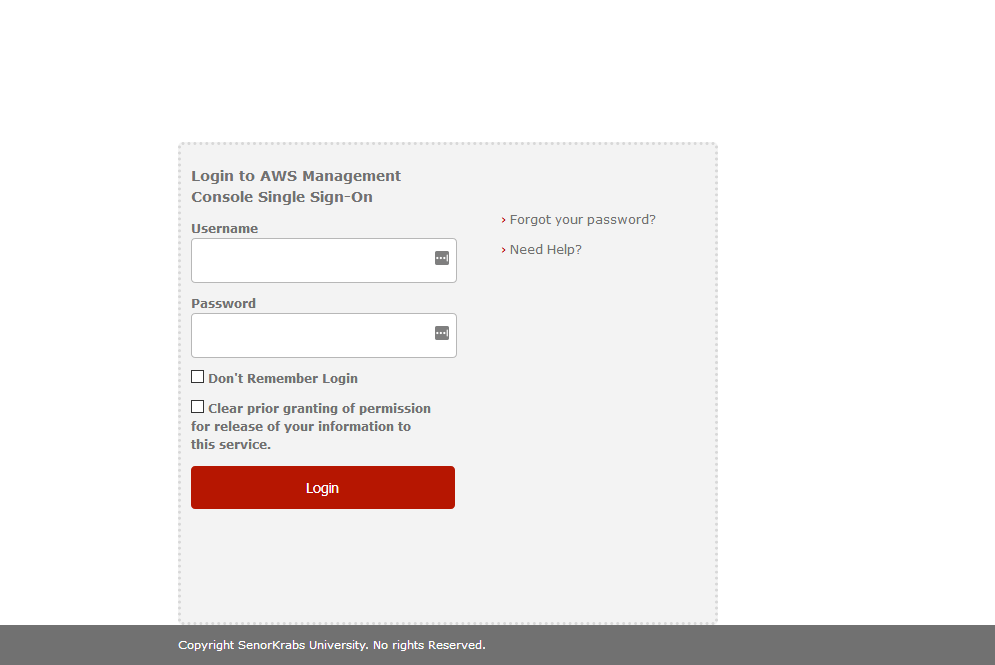 Login to AWS Management
Console Single Sign-On
Username
Password
Don't Remember Login
Clear prior granting of permission
for release of your information to
this service.
Login
› Forgot your password?
› Need Help?
Copyright SenorKrabs University. No rights Reserved.